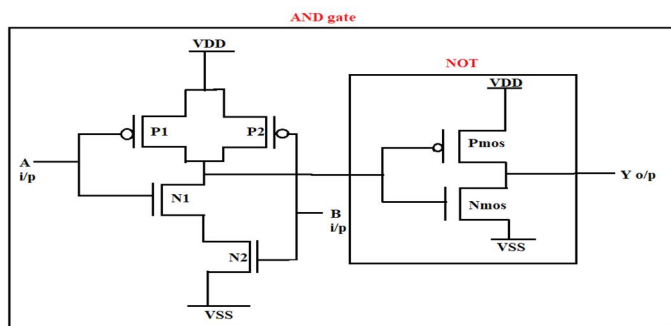 AND gate
VDD
NOT
VDD
P1
P2
Pmos
A
i/p
Y o/p
N1
Nmos
B
i/p
N2
VSS
VSS